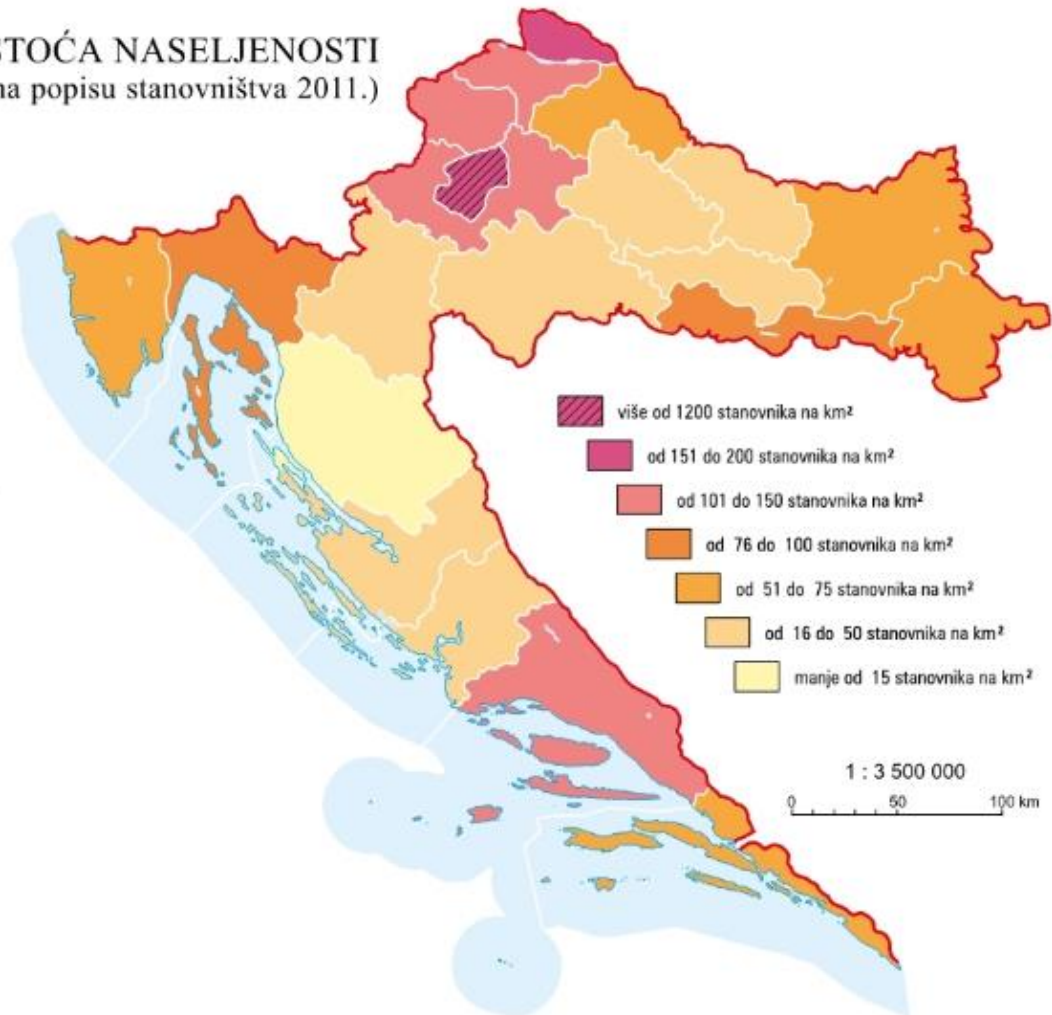 STOĆA NASELJENOSTI
na popisu stanovništva 2011.)
više od 1200 stanovnika na km²
od 151 do 200 stanovnika na km²
od 101 do 150 stanovnika na km²
od 76 do 100 stanovnika na km²
od 51 do 75 stanovnika na km²
od 16 do 50 stanovnika na km²
manje od 15 stanovnika na km²
1 : 3 500 000
0 50 100 km